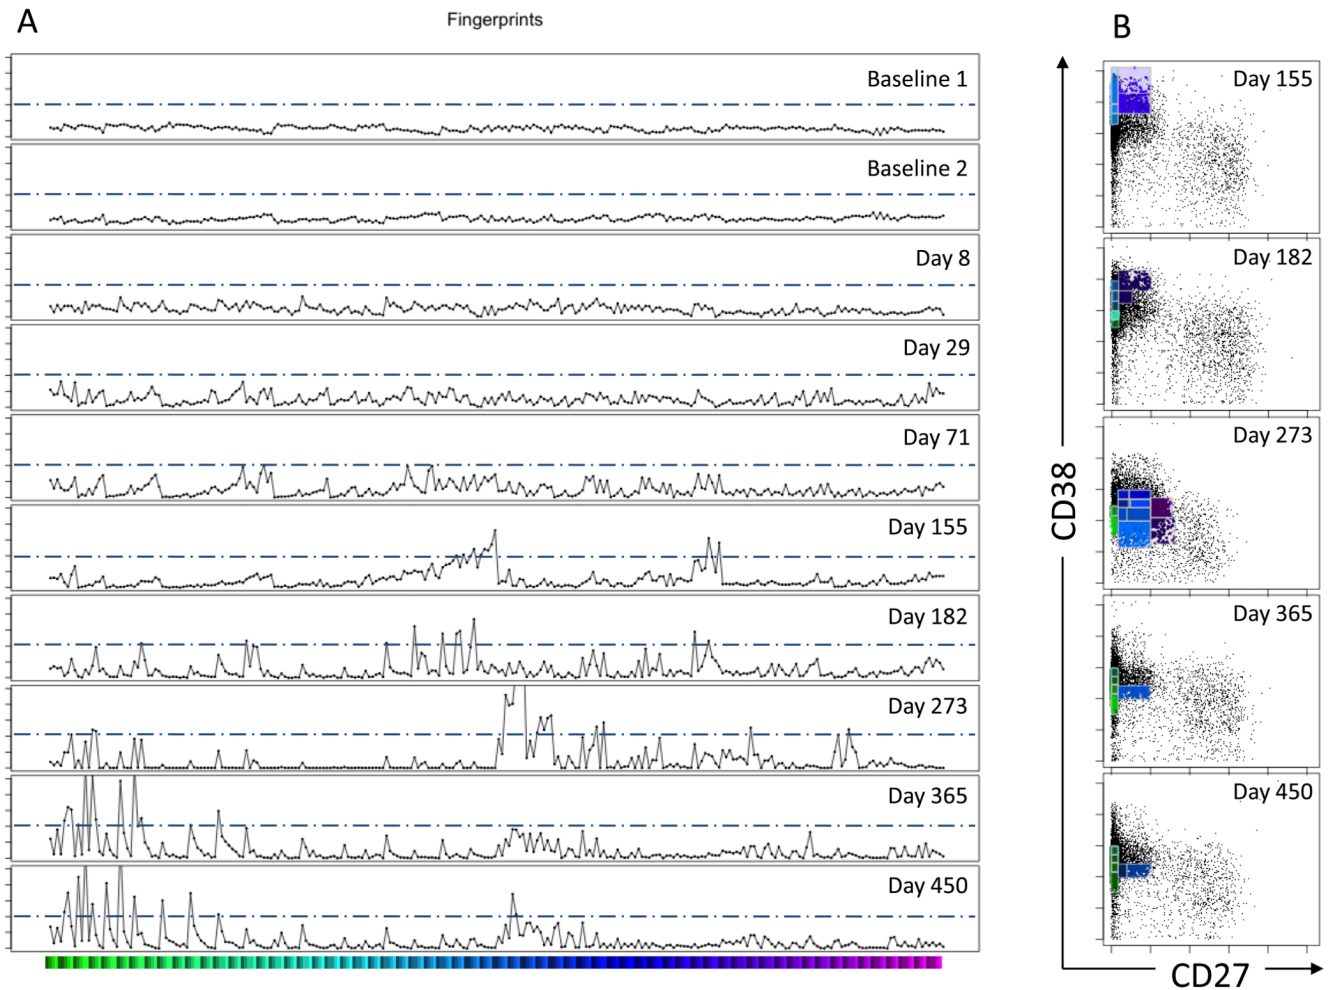 A
Fingerprints
Baseline 1
Baseline 2
Day 8
Day 29
Day 71
Day 155
Day 182
Day 273
Day 365
Day 450
B
Day 155
Day 182
Day 273
Day 365
Day 450
CD38
CD27